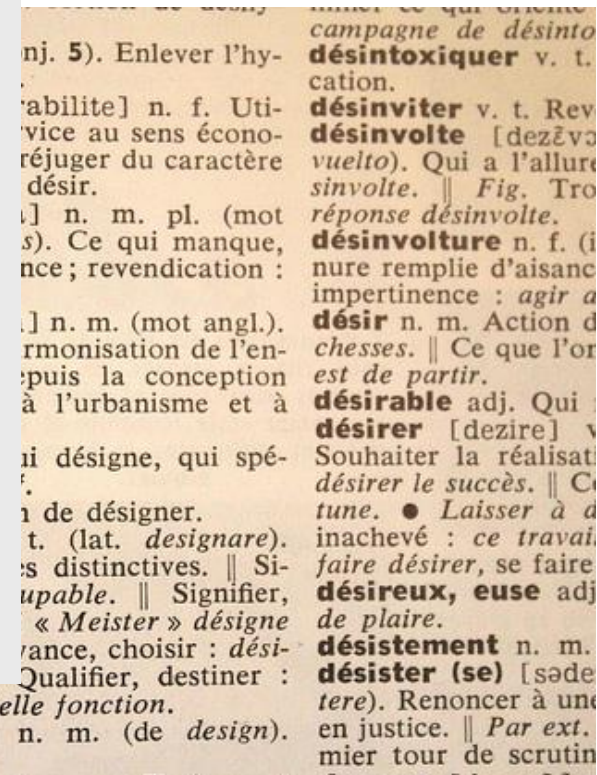 nj. 5). Enlever l'hy-
abilite] n. f. Uti-
vice au sens écono-
réjuger du caractère
désir.
] n. m. pl. (mot
s). Ce qui manque,
nce ; revendication :
] n. m. (mot angl.).
rmonisation de l'en-
epuis la conception
à l'urbanisme et à
ui désigne, qui spé-
n de désigner.
t. (lat. designare).
es distinctives. || Si-
upable. || Signifier,
« Meister » désigne
vance, choisir : dési-
Qualifier, destiner :
elle fonction.
n. m. (de design).
campagne de désinto
désintoxiquer v. t.
cation.
désinviter v. t. Rev
désinvolte [dezɛ̃vɔ
vuelto). Qui a l'allure
sinvolte. || Fig. Tro
réponse désinvolte.
désinvolture n. f. (i
nure remplie d'aisanc
impertinence : agir a
désir n. m. Action d
chesses. || Ce que l'on
est de partir.
désirable adj. Qui
désirer [dezire] v
Souhaiter la réalisati
désirer le succès. || C
tune. ● Laisser à d
inachevé : ce travai
faire désirer, se faire
désireux, euse adj
de plaire.
désistement n. m.
désister (se) [səde
tere). Renoncer à une
en justice. || Par ext.
mier tour de scrutin